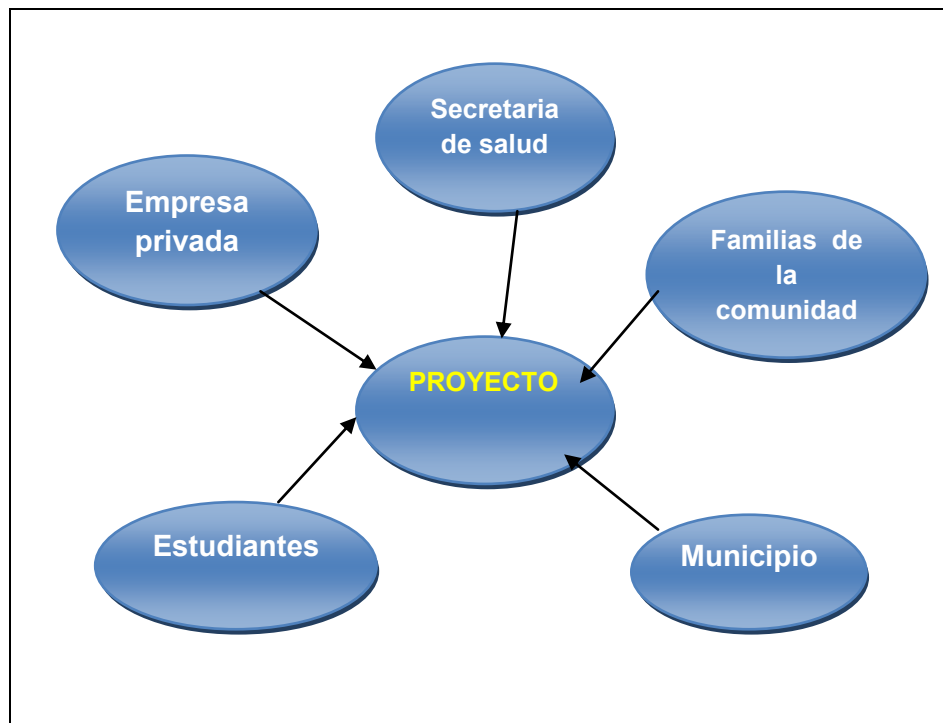 Secretaria
de salud
Empresa
privada
Familias de
la
comunidad
PROYECTO
Estudiantes
Municipio